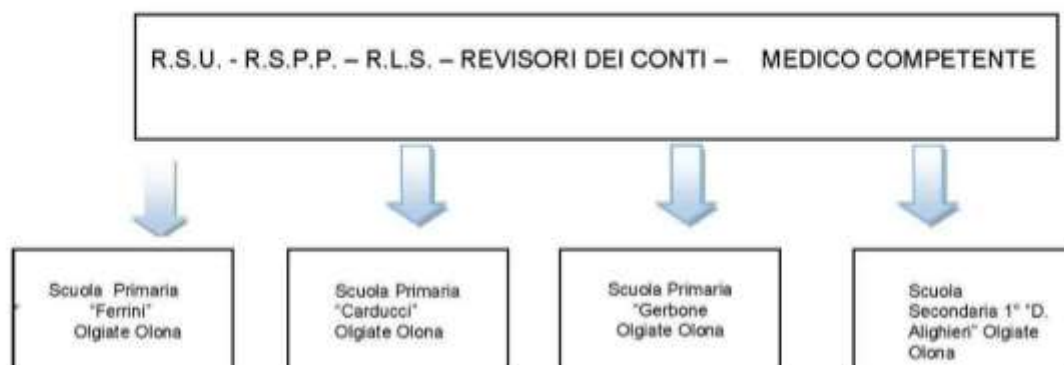 R.S.U. - R.S.P.P. – R.L.S. – REVISORI DEI CONTI – MEDICO COMPETENTE
Scuola Primaria
"Ferrini"
Olgiate Olona
Scuola Primaria
"Carducci"
Olgiate Olona
Scuola Primaria
"Gerbone
Olgiate Olona
Scuola
Secondaria 1° "D.
Alighieri" Olgiate
Olona